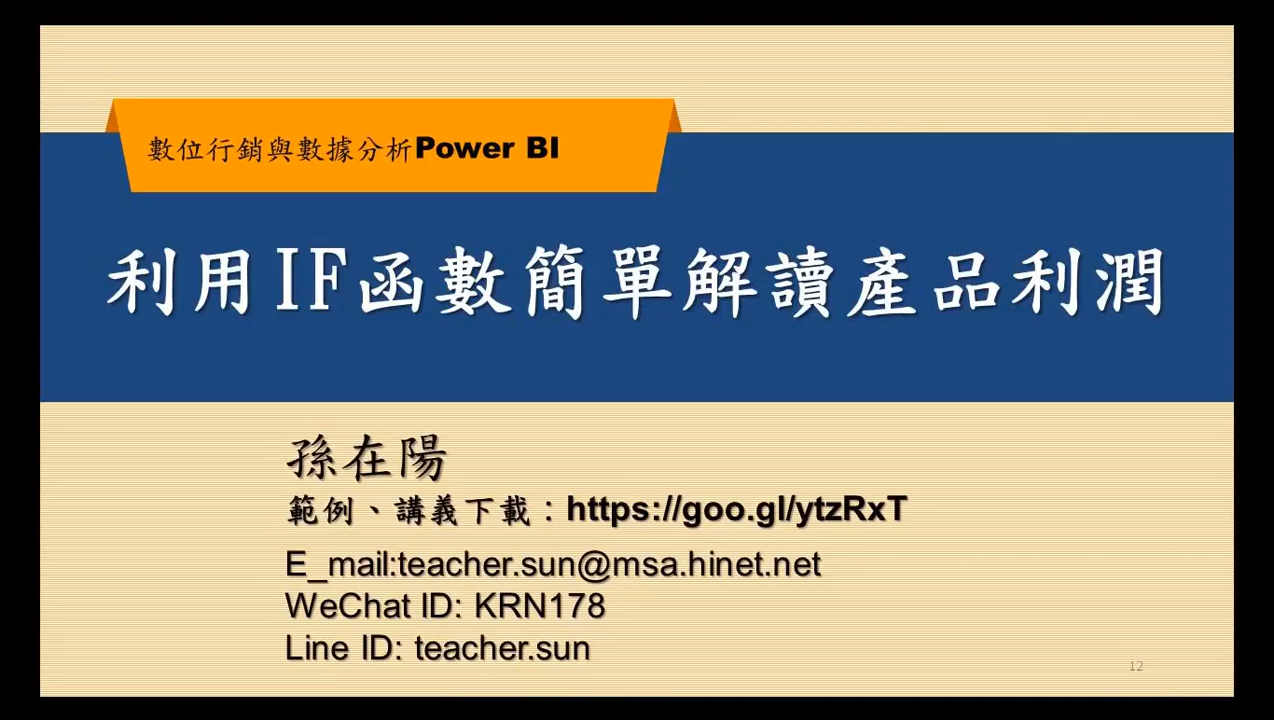 數位行銷與數據分析Power BI
利用IF函數簡單解讀產品利潤
孫在陽
範例、講義下載：https://goo.gl/ytzRxT
E_mail:teacher.sun@msa.hinet.net
WeChat ID: KRN178
Line ID: teacher.sun
12